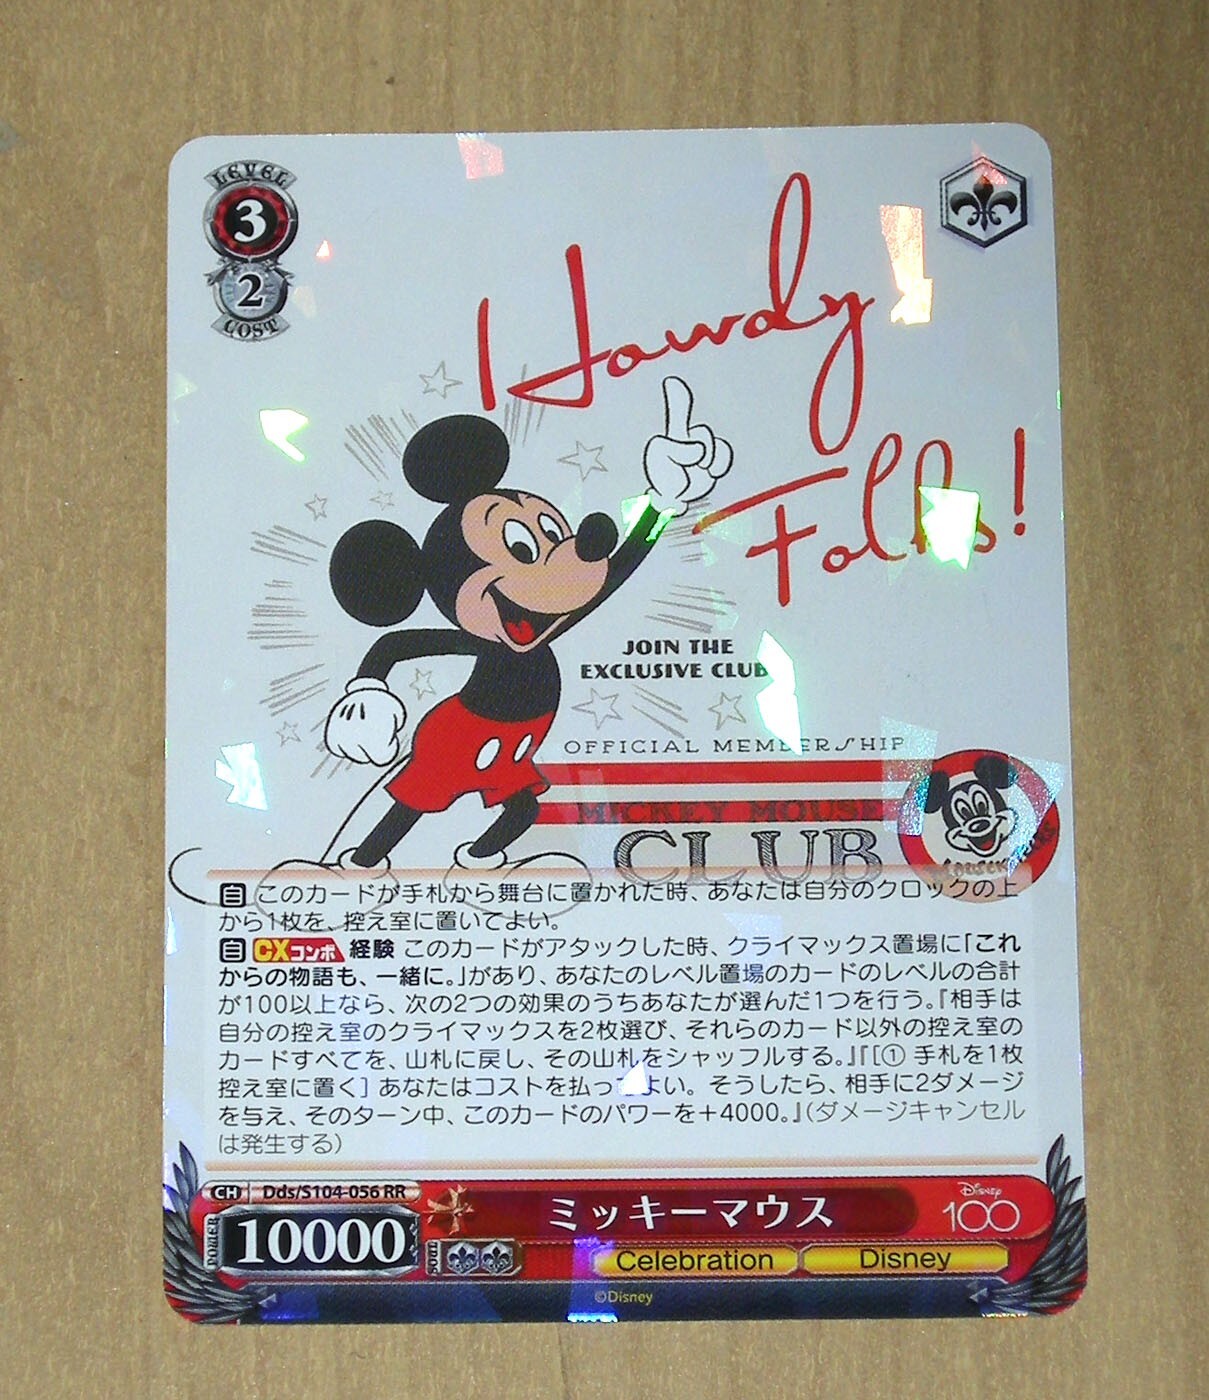 LEVEL
3
2
COST
Howdy
Folks!
JOIN THE
EXCLUSIVE CLUB
OFFICIAL MEMBERSHIP
MICKEY MOUSE
CLUB
自 このカードが手札から舞台に置かれた時、あなたは自分のクロックの上
から1枚を、控え室に置いてよい。
自 CXコンボ 経験 このカードがアタックした時、クライマックス置場に「これ
からの物語も、一緒に。」があり、あなたのレベル置場のカードのレベルの合計
が100以上なら、次の2つの効果のうちあなたが選んだ1つを行う。『相手は
自分の控え室のクライマックスを2枚選び、それらのカード以外の控え室の
カードすべてを、山札に戻し、その山札をシャッフルする。』『[① 手札を1枚
控え室に置く] あなたはコストを払ってよい。そうしたら、相手に2ダメージ
を与え、そのターン中、このカードのパワーを+4000。』(ダメージキャンセル
は発生する)
CH Dds/S104-056 RR
ミッキーマウス
Disney
100
POWER
10000
SOUL
Celebration
Disney
©Disney